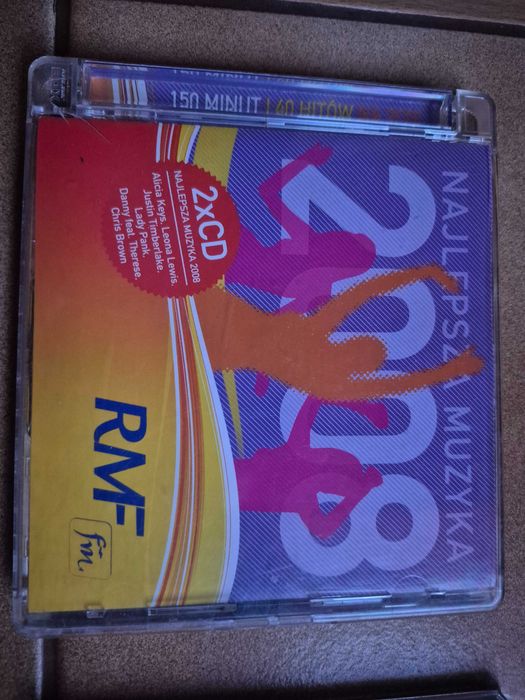 150 MINUT | 40 HITÓW
2xCD
NAJLEPSZA MUZYKA 2008
Alicia Keys, Leona Lewis,
Justin Timberlake,
Lady Pank,
Danny feat. Therese,
Chris Brown
NAJLEPSZA MUZYKA
2008
RMF
fm